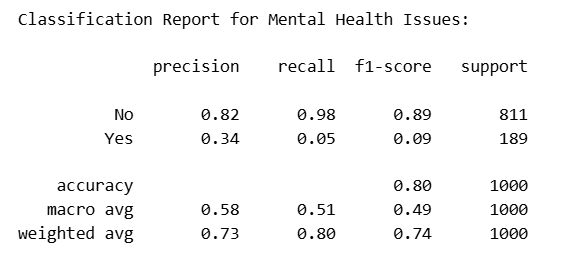 Classification Report for Mental Health Issues:
precision recall f1-score support
No 0.82 0.98 0.89 811
Yes 0.34 0.05 0.09 189
accuracy 0.80 1000
macro avg 0.58 0.51 0.49 1000
weighted avg 0.73 0.80 0.74 1000